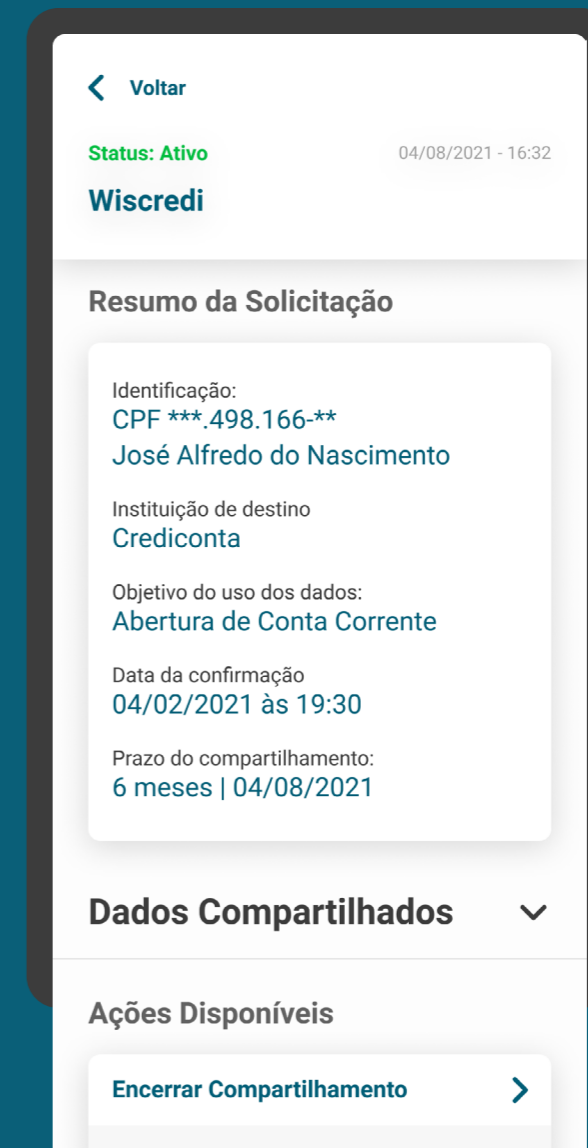 Voltar
Status: Ativo
04/08/2021 - 16:32
Wiscredi
Resumo da Solicitação
Identificação:
CPF ***.498.166-**
José Alfredo do Nascimento
Instituição de destino
Crediconta
Objetivo do uso dos dados:
Abertura de Conta Corrente
Data da confirmação
04/02/2021 às 19:30
Prazo do compartilhamento:
6 meses | 04/08/2021
Dados Compartilhados
Ações Disponíveis
Encerrar Compartilhamento